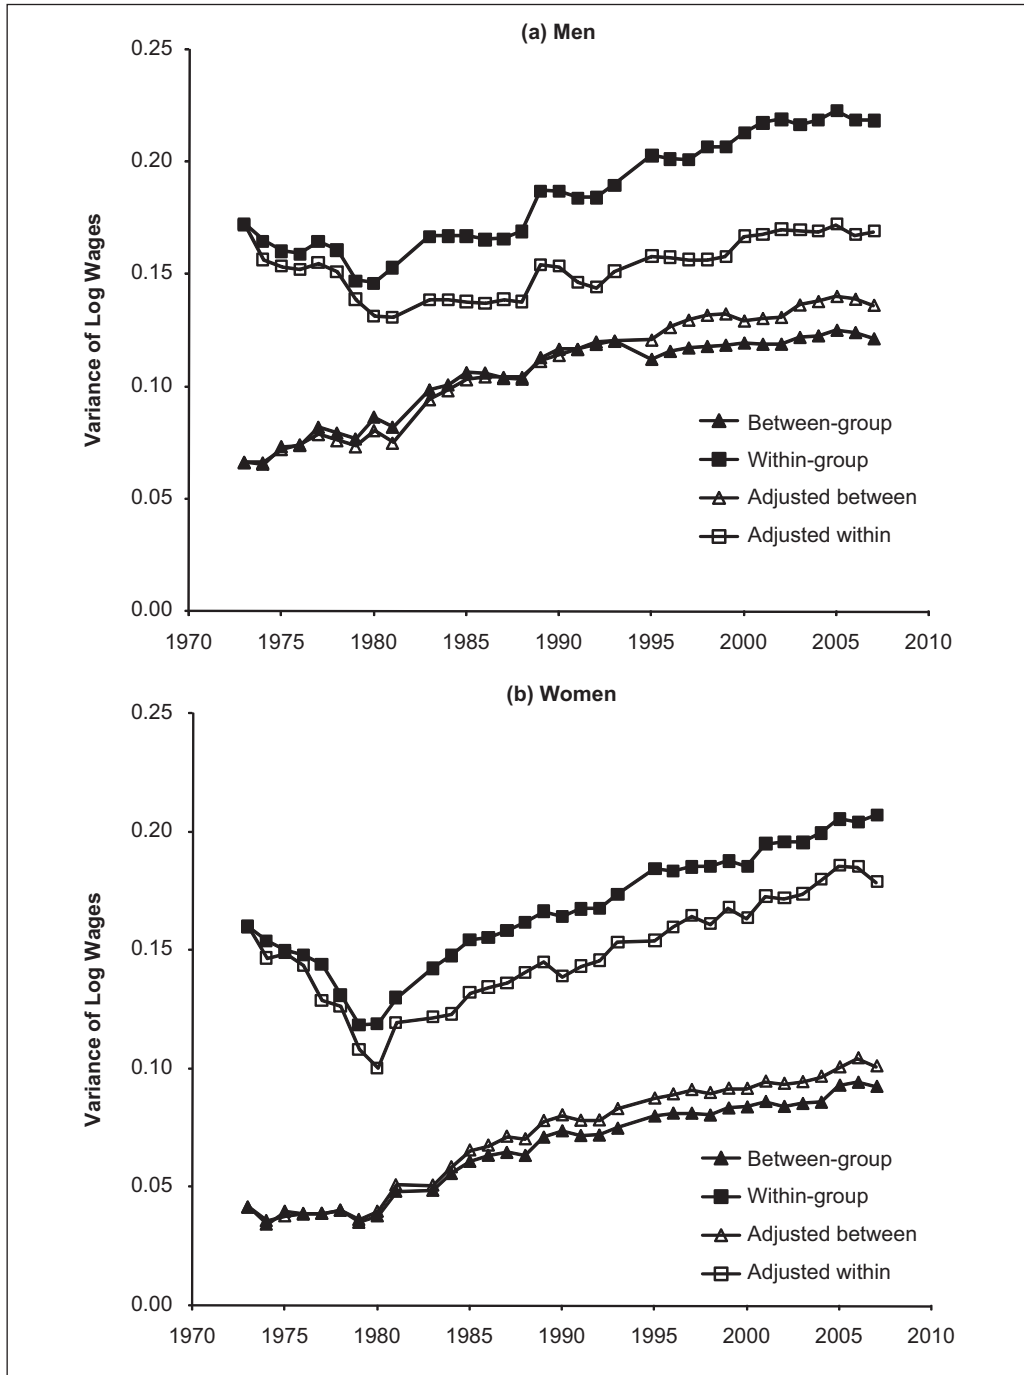 (a) Men
0.25
0.20
0.15
0.10
0.05
0.00
Variance of Log Wages
Between-group
Within-group
Adjusted between
Adjusted within
1970 1975 1980 1985 1990 1995 2000 2005 2010
(b) Women
0.25
0.20
0.15
0.10
0.05
0.00
Variance of Log Wages
Between-group
Within-group
Adjusted between
Adjusted within
1970 1975 1980 1985 1990 1995 2000 2005 2010